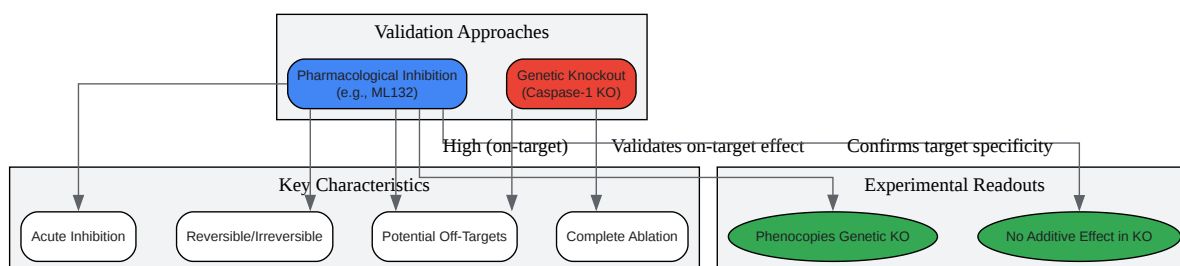 Validation Approaches
Pharmacological Inhibition
(e.g., ML132)
Genetic Knockout
(Caspase-1 KO)
High (on-target)
Validates on-target effect
Confirms target specificity
Key Characteristics
Experimental Readouts
Acute Inhibition
Reversible/Irreversible
Potential Off-Targets
Complete Ablation
Phenocopies Genetic KO
No Additive Effect in KO